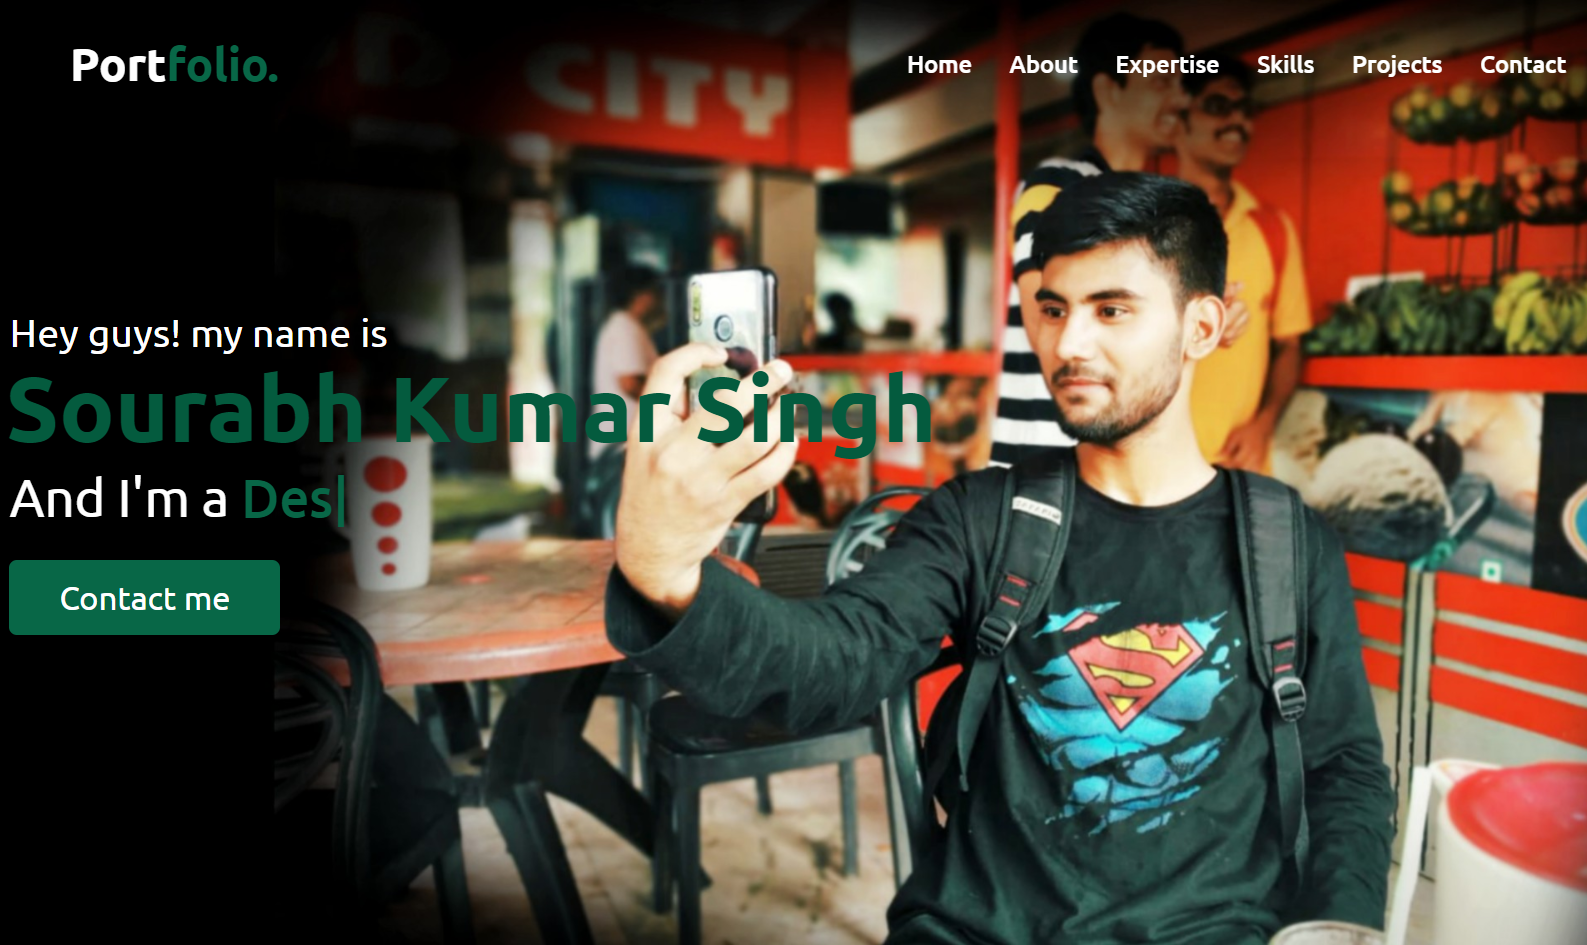 Portfolio.
Home About Expertise Skills Projects Contact
CITY
Hey guys! my name is
Sourabh Kumar Singh
And I'm a Des|
Contact me
S